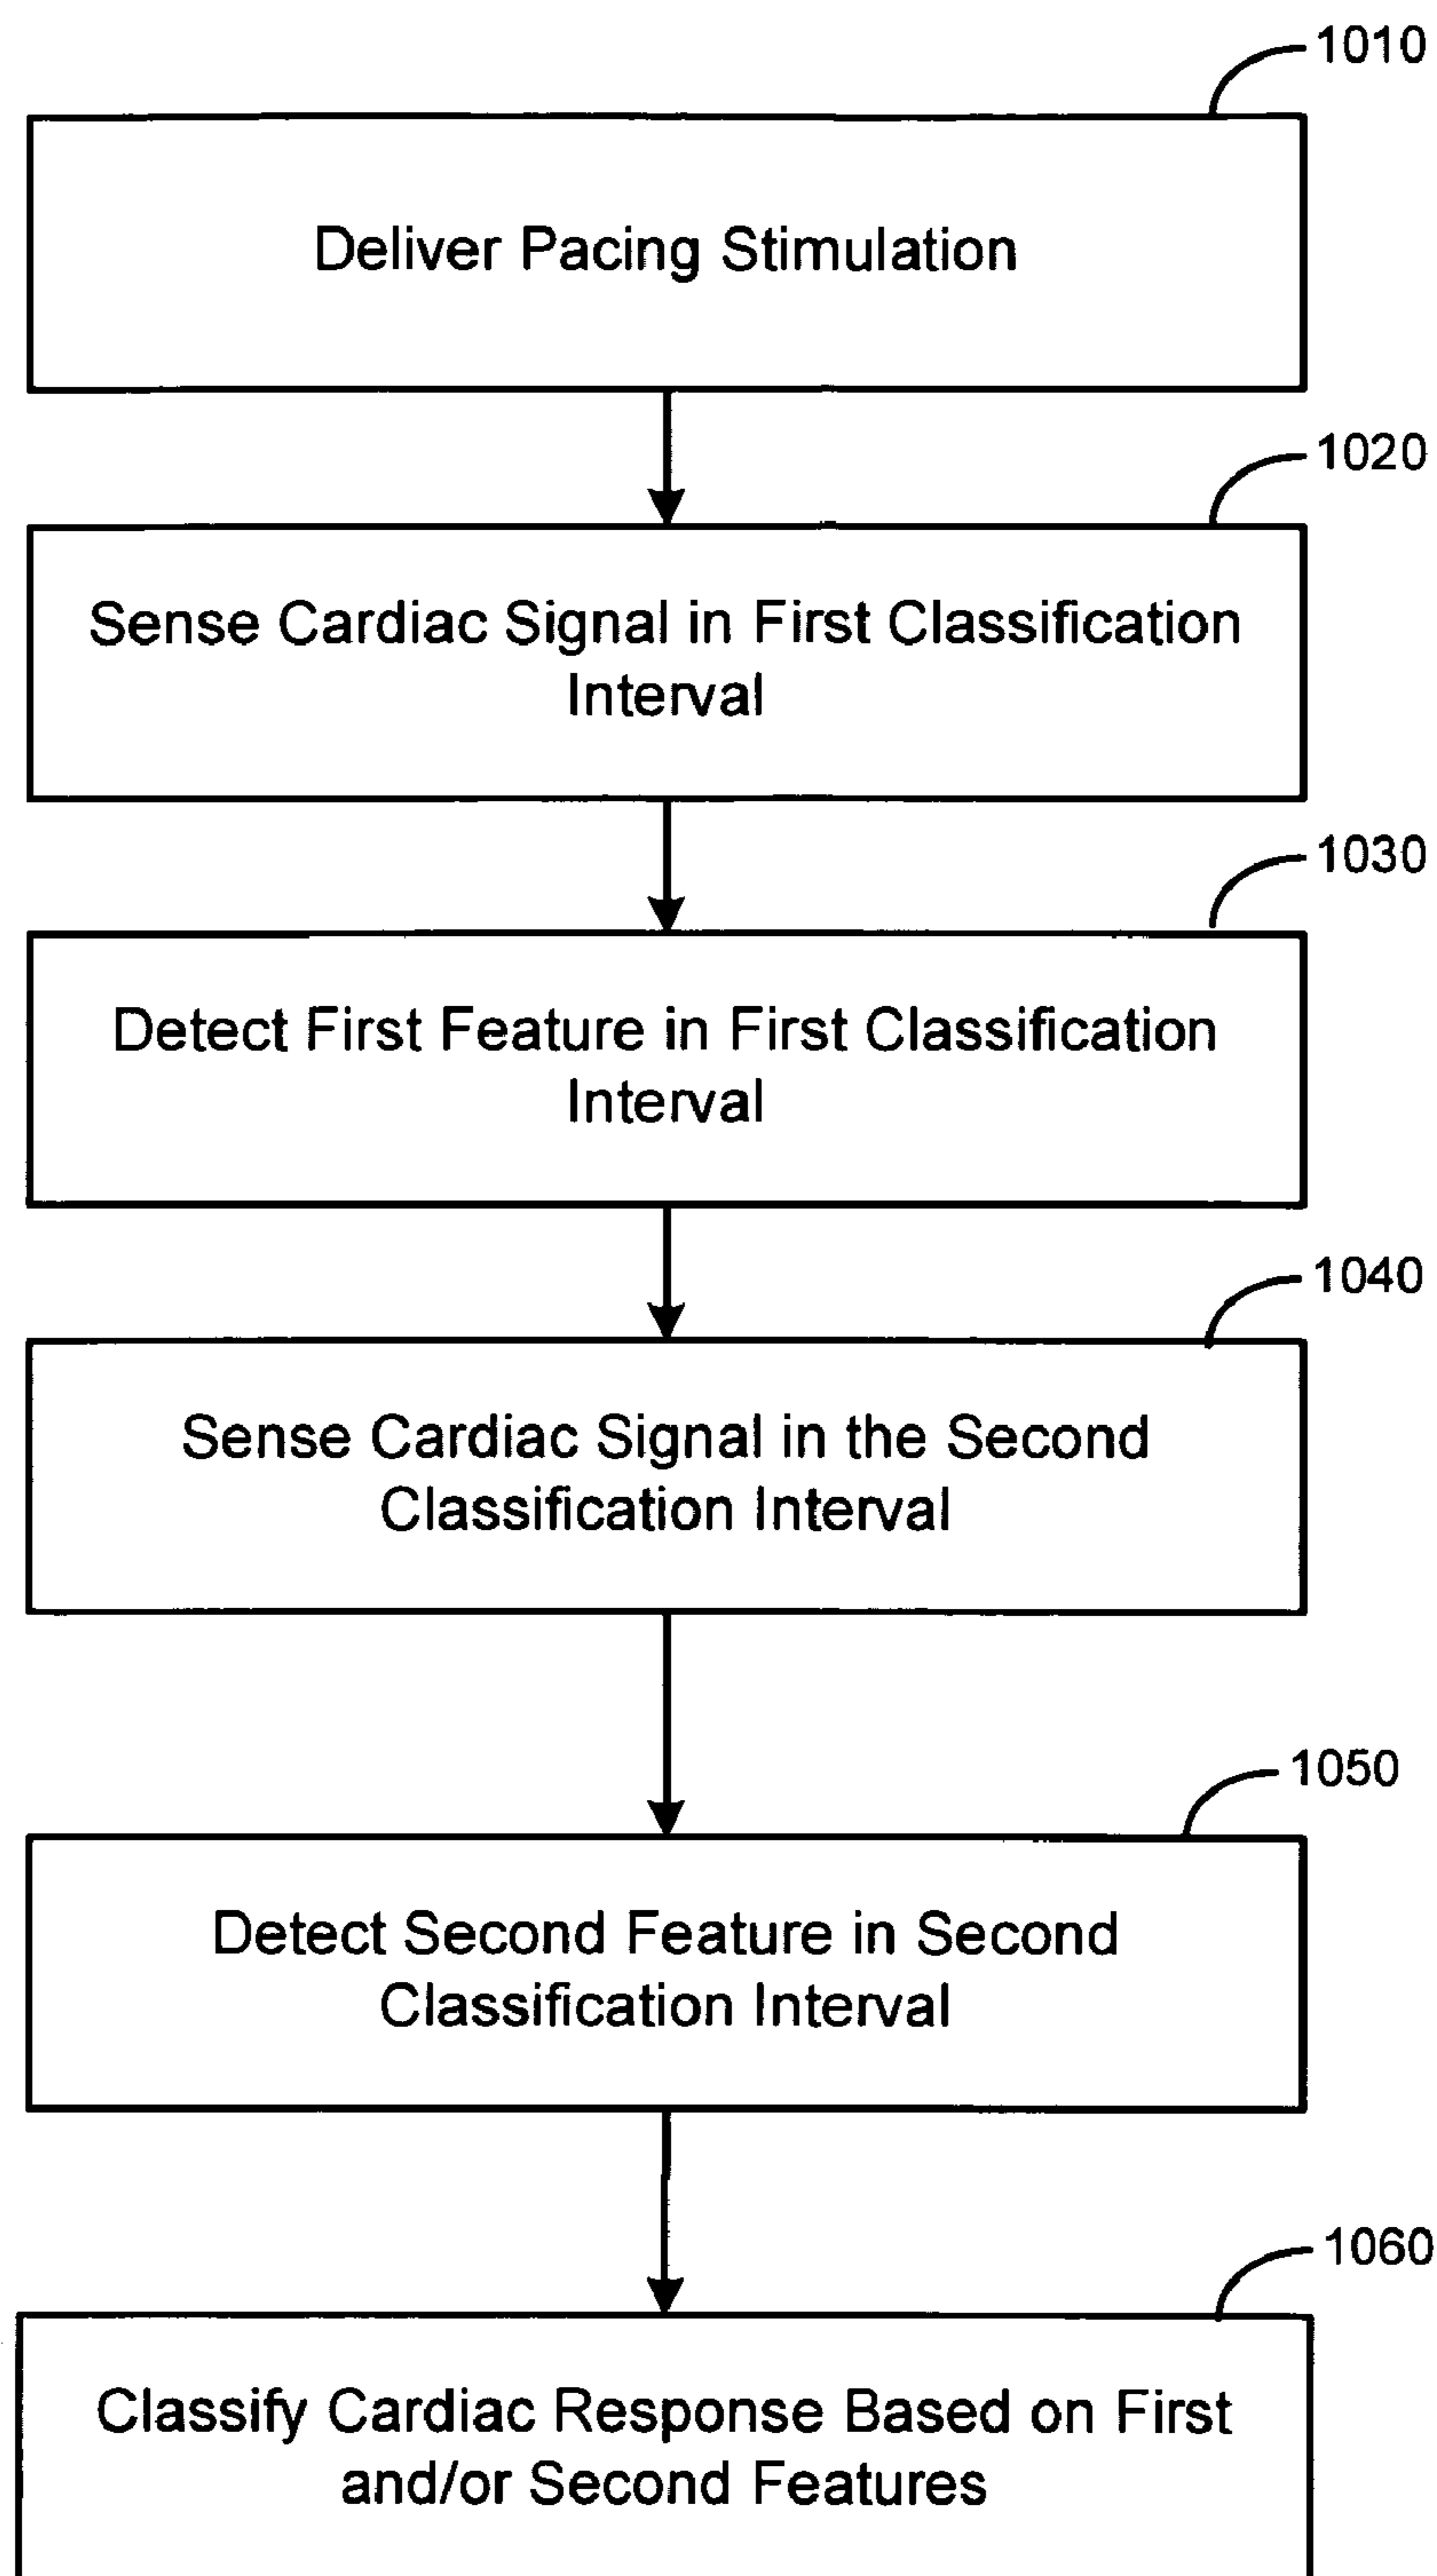 1010
Deliver Pacing Stimulation
1020
Sense Cardiac Signal in First Classification
Interval
1030
Detect First Feature in First Classification
Interval
1040
Sense Cardiac Signal in the Second
Classification Interval
1050
Detect Second Feature in Second
Classification Interval
1060
Classify Cardiac Response Based on First
and/or Second Features